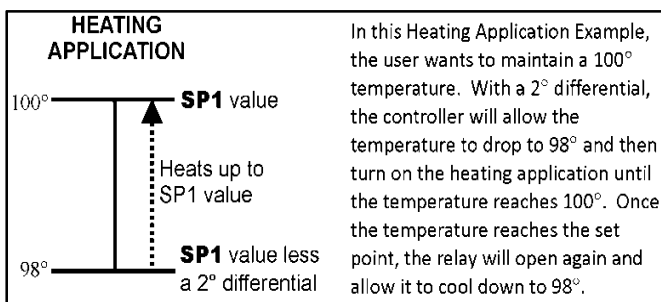 HEATING
APPLICATION
100°
SP1 value
Heats up to
SP1 value
98°
SP1 value less
a 2° differential
In this Heating Application Example,
the user wants to maintain a 100°
temperature. With a 2° differential,
the controller will allow the
temperature to drop to 98° and then
turn on the heating application until
the temperature reaches 100°. Once
the temperature reaches the set
point, the relay will open again and
allow it to cool down to 98°.